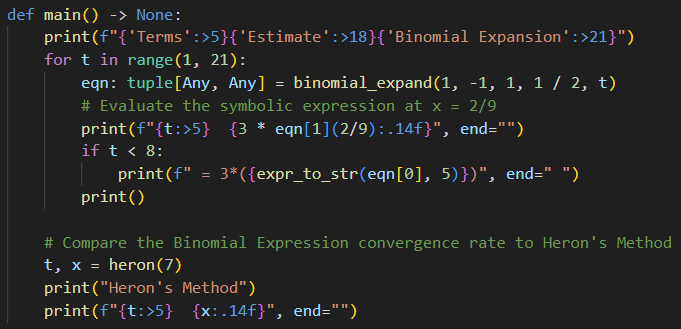 def main() -> None:
    print(f"{'Terms':>5}{'Estimate':>18}{'Binomial Expansion':>21}")
    for t in range(1, 21):
        eqn: tuple[Any, Any] = binomial_expand(1, -1, 1, 1 / 2, t)
        # Evaluate the symbolic expression at x = 2/9
        print(f"{t:>5}  {3 * eqn[1](2/9):.14f}", end="")
        if t < 8:
            print(f" = 3*({expr_to_str(eqn[0], 5)})", end=" ")
        print()

    # Compare the Binomial Expression convergence rate to Heron's Method
    t, x = heron(7)
    print("Heron's Method")
    print(f"{t:>5}  {x:.14f}", end="")